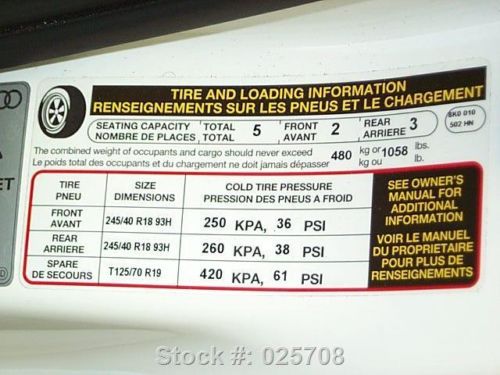 TIRE AND LOADING INFORMATION
RENSEIGNEMENTS SUR LES PNEUS ET LE CHARGEMENT
SEATING CAPACITY TOTAL 5 FRONT 2 REAR 3
NOMBRE DE PLACES TOTAL AVANT ARRIERE
8K0 010
502 HN
The combined weight of occupants and cargo should never exceed 480 kg or 1058 lbs.
Le poids total des occupants et du chargement ne doit jamais dépasser kg ou lb.
TIRE SIZE COLD TIRE PRESSURE
PNEU DIMENSIONS PRESSION DES PNEUS A FROID
FRONT
AVANT 245/40 R18 93H 250 KPA, 36 PSI
REAR
ARRIERE 245/40 R18 93H 260 KPA, 38 PSI
SPARE
DE SECOURS T125/70 R19 420 KPA, 61 PSI
SEE OWNER'S
MANUAL FOR
ADDITIONAL
INFORMATION
VOIR LE MANUEL
DU PROPRIETAIRE
POUR PLUS DE
RENSEIGNEMENTS
Stock #: 025708